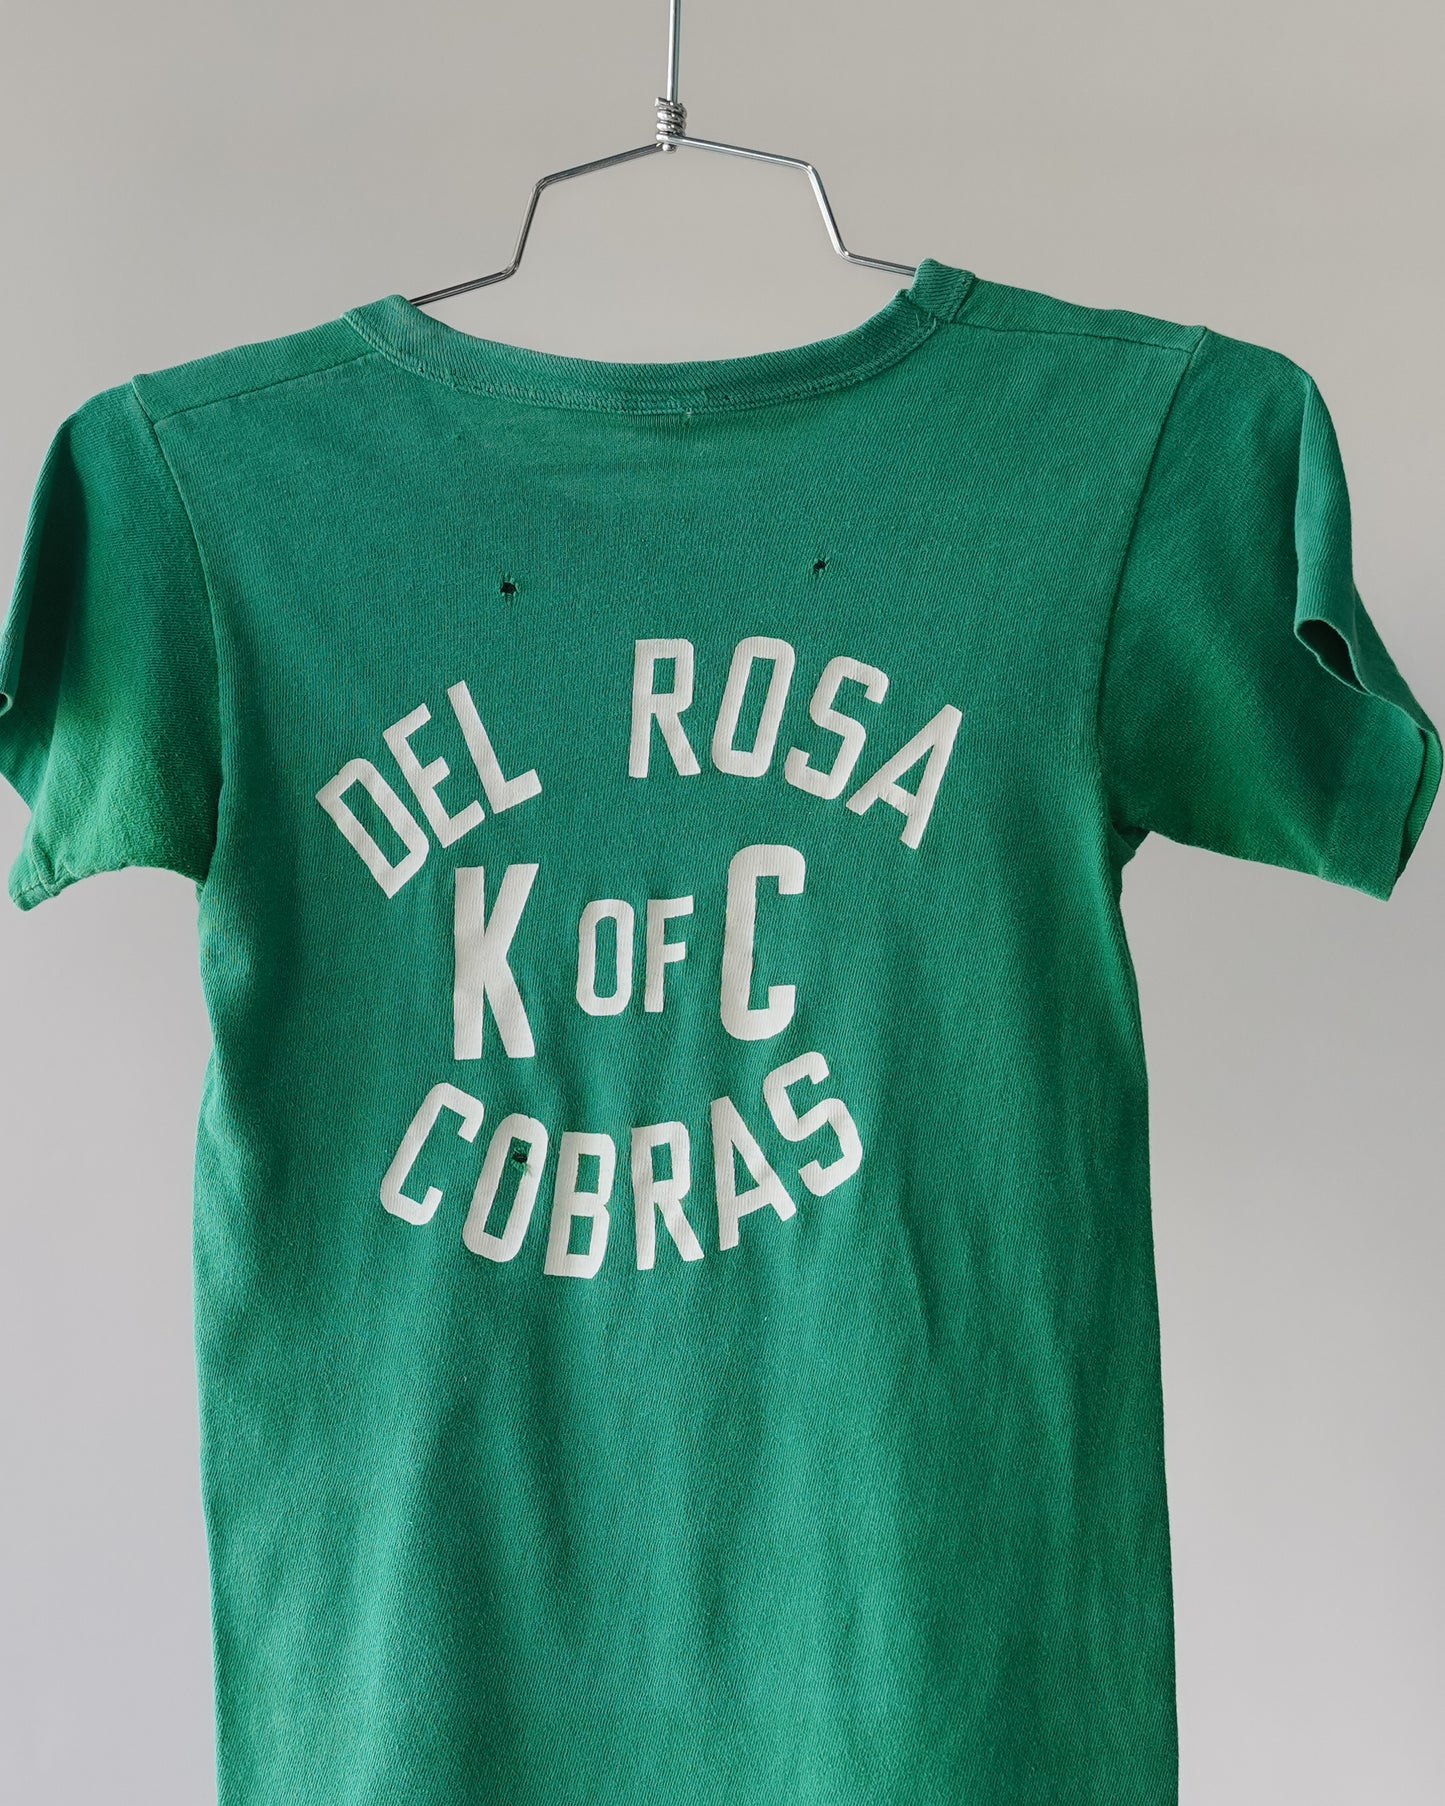 DEL ROSA
K OF C
COBRAS